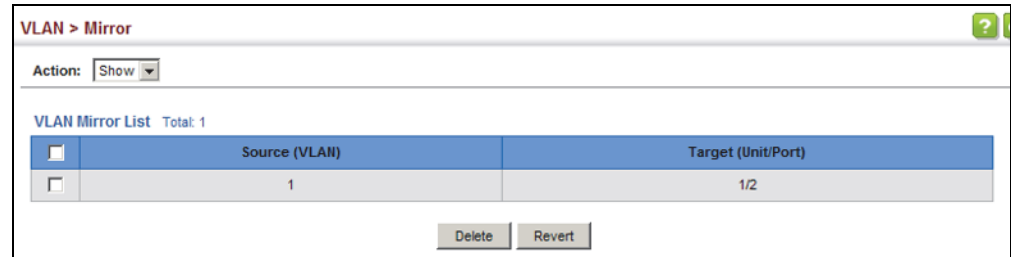 VLAN > Mirror
?
Action: Show
VLAN Mirror List Total: 1
Source (VLAN) Target (Unit/Port)
1 1/2
Delete Revert